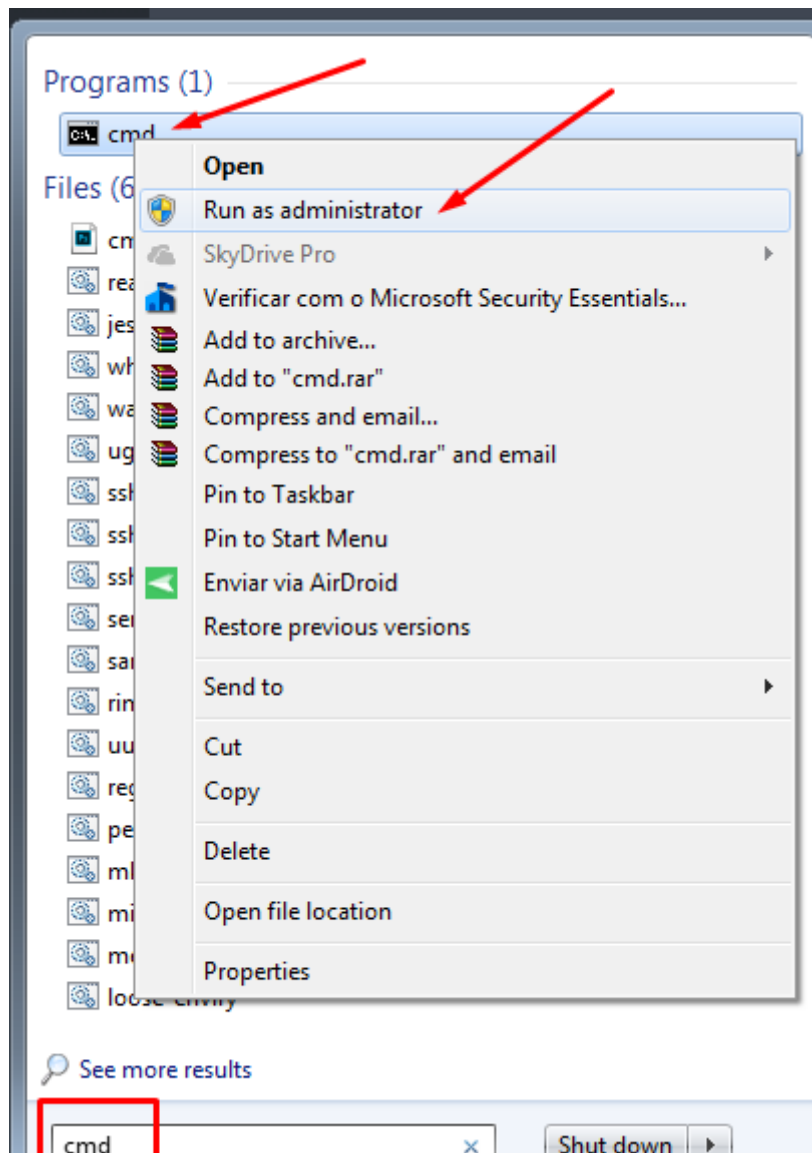 Programs (1)
cmd
Open
Files (6
Run as administrator
SkyDrive Pro
Verificar com o Microsoft Security Essentials...
Add to archive...
Add to "cmd.rar"
Compress and email...
Compress to "cmd.rar" and email
Pin to Taskbar
Pin to Start Menu
Enviar via AirDroid
Restore previous versions
Send to
Cut
Copy
Delete
Open file location
Properties
See more results
cmd
Shut down